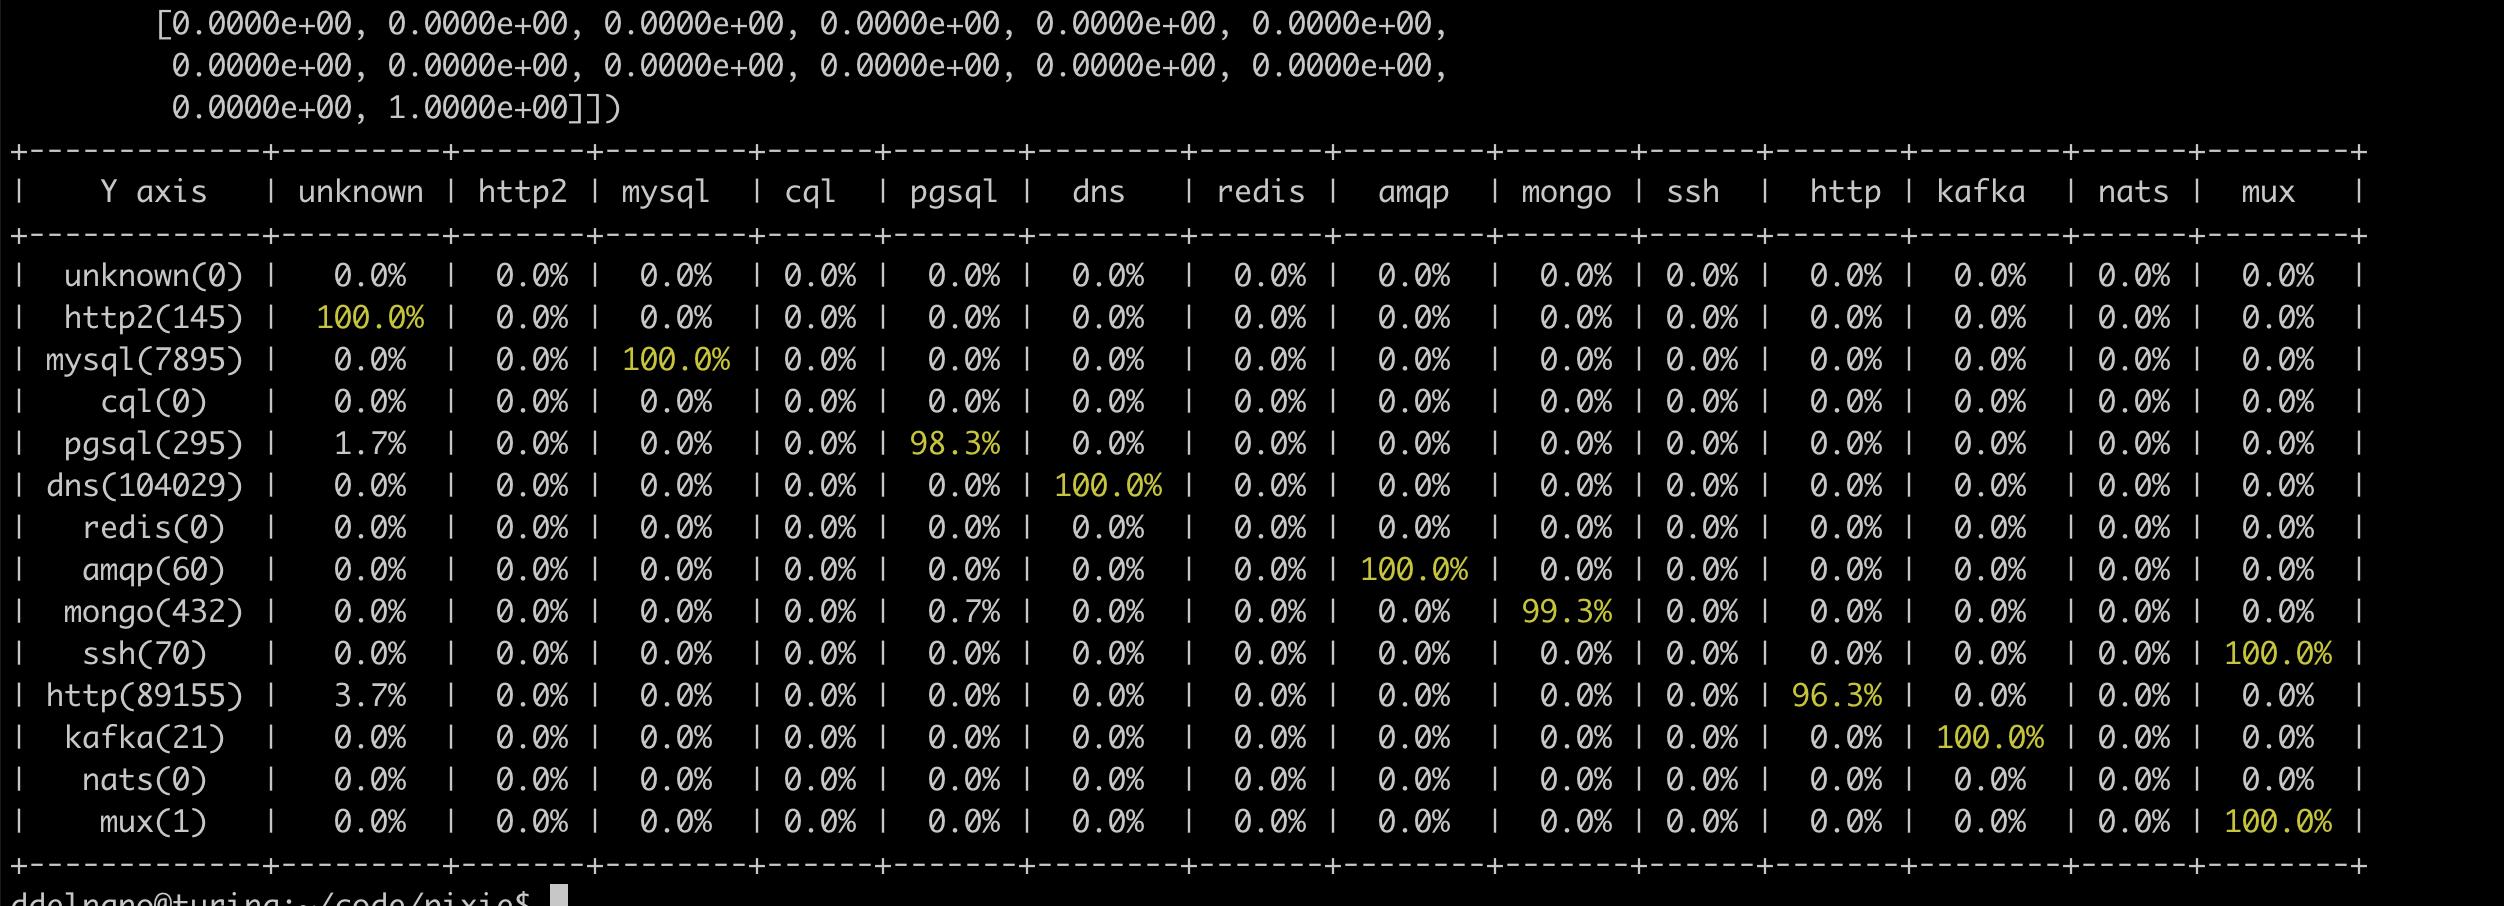 [0.0000e+00, 0.0000e+00, 0.0000e+00, 0.0000e+00, 0.0000e+00, 0.0000e+00,
0.0000e+00, 0.0000e+00, 0.0000e+00, 0.0000e+00, 0.0000e+00, 0.0000e+00,
0.0000e+00, 1.0000e+00]])
+-------------+---------+-------+--------+------+-------+--------+-------+--------+-------+------+-------+--------+------+--------+
| Y axis | unknown | http2 | mysql | cql | pgsql | dns | redis | amqp | mongo | ssh | http | kafka | nats | mux |
+-------------+---------+-------+--------+------+-------+--------+-------+--------+-------+------+-------+--------+------+--------+
| unknown(0) | 0.0% | 0.0% | 0.0% | 0.0% | 0.0% | 0.0% | 0.0% | 0.0% | 0.0% | 0.0% | 0.0% | 0.0% | 0.0% | 0.0% |
| http2(145) | 100.0% | 0.0% | 0.0% | 0.0% | 0.0% | 0.0% | 0.0% | 0.0% | 0.0% | 0.0% | 0.0% | 0.0% | 0.0% | 0.0% |
| mysql(7895) | 0.0% | 0.0% | 100.0% | 0.0% | 0.0% | 0.0% | 0.0% | 0.0% | 0.0% | 0.0% | 0.0% | 0.0% | 0.0% | 0.0% |
| cql(0) | 0.0% | 0.0% | 0.0% | 0.0% | 0.0% | 0.0% | 0.0% | 0.0% | 0.0% | 0.0% | 0.0% | 0.0% | 0.0% | 0.0% |
| pgsql(295) | 1.7% | 0.0% | 0.0% | 0.0% | 98.3% | 0.0% | 0.0% | 0.0% | 0.0% | 0.0% | 0.0% | 0.0% | 0.0% | 0.0% |
| dns(104029) | 0.0% | 0.0% | 0.0% | 0.0% | 0.0% | 100.0% | 0.0% | 0.0% | 0.0% | 0.0% | 0.0% | 0.0% | 0.0% | 0.0% |
| redis(0) | 0.0% | 0.0% | 0.0% | 0.0% | 0.0% | 0.0% | 0.0% | 0.0% | 0.0% | 0.0% | 0.0% | 0.0% | 0.0% | 0.0% |
| amqp(60) | 0.0% | 0.0% | 0.0% | 0.0% | 0.0% | 0.0% | 0.0% | 100.0% | 0.0% | 0.0% | 0.0% | 0.0% | 0.0% | 0.0% |
| mongo(432) | 0.0% | 0.0% | 0.0% | 0.0% | 0.7% | 0.0% | 0.0% | 0.0% | 99.3% | 0.0% | 0.0% | 0.0% | 0.0% | 0.0% |
| ssh(70) | 0.0% | 0.0% | 0.0% | 0.0% | 0.0% | 0.0% | 0.0% | 0.0% | 0.0% | 0.0% | 0.0% | 0.0% | 0.0% | 100.0% |
| http(89155) | 3.7% | 0.0% | 0.0% | 0.0% | 0.0% | 0.0% | 0.0% | 0.0% | 0.0% | 0.0% | 96.3% | 0.0% | 0.0% | 0.0% |
| kafka(21) | 0.0% | 0.0% | 0.0% | 0.0% | 0.0% | 0.0% | 0.0% | 0.0% | 0.0% | 0.0% | 0.0% | 100.0% | 0.0% | 0.0% |
| nats(0) | 0.0% | 0.0% | 0.0% | 0.0% | 0.0% | 0.0% | 0.0% | 0.0% | 0.0% | 0.0% | 0.0% | 0.0% | 0.0% | 0.0% |
| mux(1) | 0.0% | 0.0% | 0.0% | 0.0% | 0.0% | 0.0% | 0.0% | 0.0% | 0.0% | 0.0% | 0.0% | 0.0% | 0.0% | 100.0% |
+-------------+---------+-------+--------+------+-------+--------+-------+--------+-------+------+-------+--------+------+--------+
ddelnano@turing:~/code/pixie$